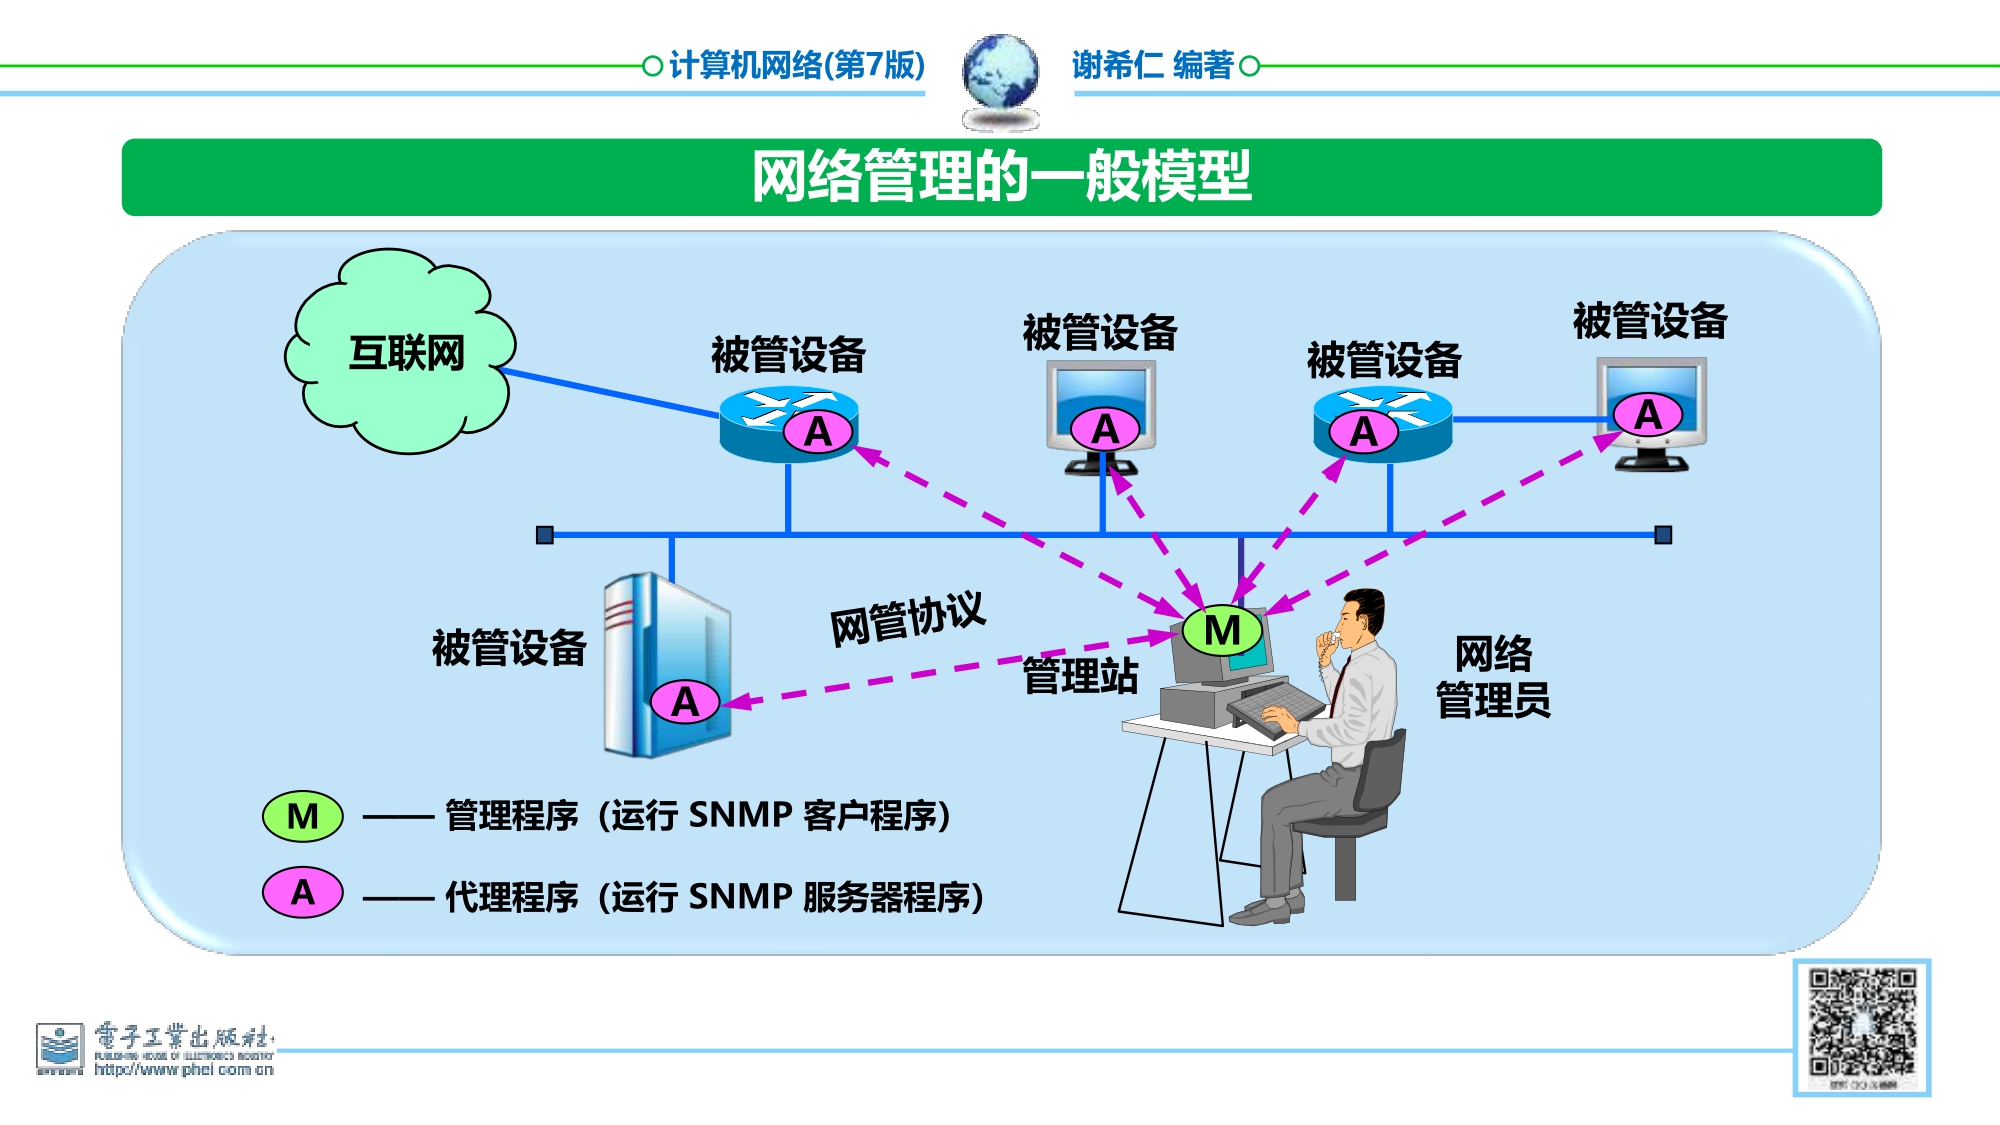 计算机网络(第7版)
谢希仁 编著
网络管理的一般模型
互联网
被管设备
被管设备
被管设备
被管设备
A
A
A
A
被管设备
网管协议
管理站
M
网络
管理员
A
M —— 管理程序（运行 SNMP 客户程序）
A —— 代理程序（运行 SNMP 服务器程序）
電子工業出版社
PUBLISHING HOUSE OF ELECTRONICS INDUSTRY
http://www.phei.com.cn